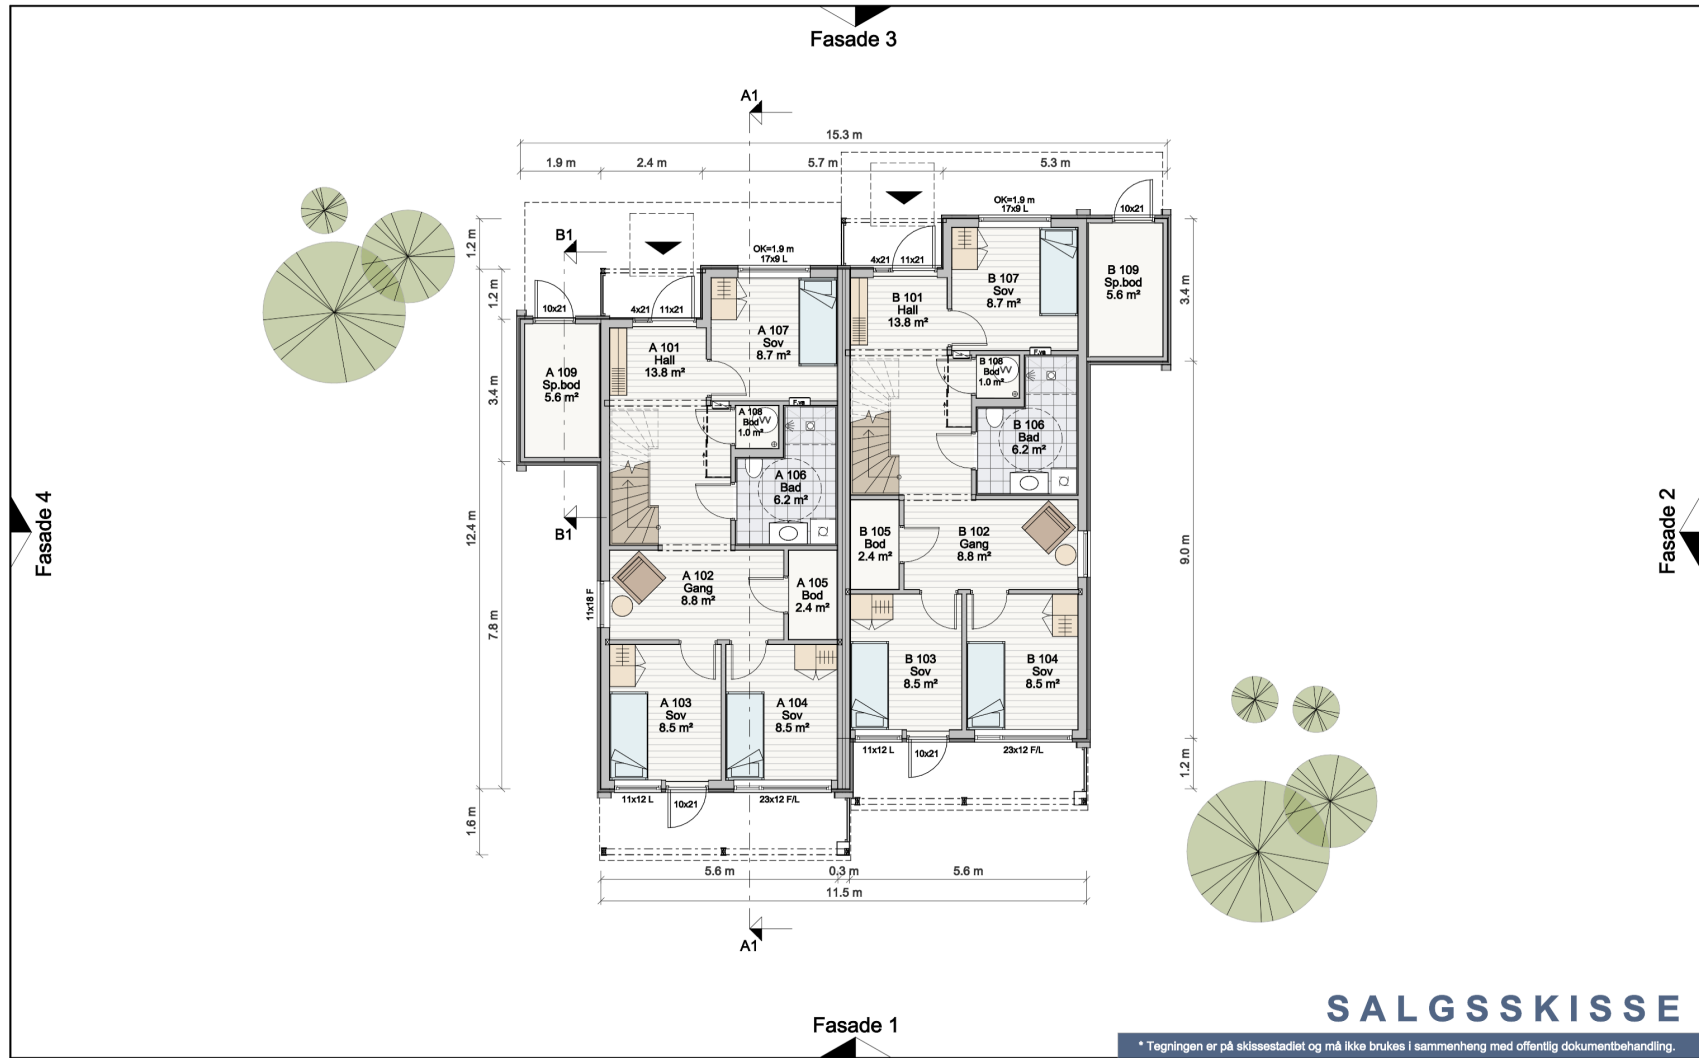 Fasade 3
A1
15.3 m
1.9 m
2.4 m
5.7 m
5.3 m
OK=1.9 m
17x9 L
10x21
4x21
11x21
B 107
Sov
8.7 m²
B 109
Sp.bod
5.6 m²
B 101
Hall
13.8 m²
F.vs
B 108
Bod
1.0 m²
B 106
Bad
6.2 m²
B 105
Bod
2.4 m²
B 102
Gang
8.8 m²
B 103
Sov
8.5 m²
B 104
Sov
8.5 m²
11x12 L
10x21
23x12 F/L
3.4 m
9.0 m
1.2 m
B1
OK=1.9 m
17x9 L
10x21
4x21
11x21
A 107
Sov
8.7 m²
A 101
Hall
13.8 m²
A 109
Sp.bod
5.6 m²
F.vs
A 108
Bod
1.0 m²
A 106
Bad
6.2 m²
B1
A 102
Gang
8.8 m²
A 105
Bod
2.4 m²
11x18 F
A 103
Sov
8.5 m²
A 104
Sov
8.5 m²
11x12 L
10x21
23x12 F/L
1.2 m
1.2 m
3.4 m
12.4 m
7.8 m
1.6 m
5.6 m
0.3 m
5.6 m
11.5 m
A1
Fasade 4
Fasade 2
Fasade 1
SALGSSKISSE
* Tegningen er på skissestadiet og må ikke brukes i sammenheng med offentlig dokumentbehandling.